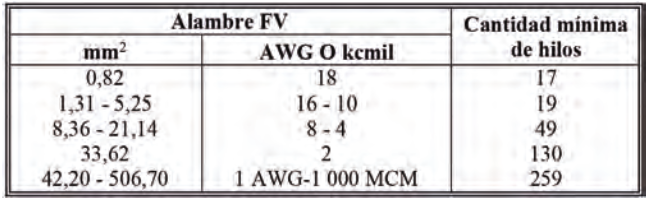 Alambre FV Cantidad mínima
mm² AWG O kcmil de hilos
0,82 18 17
1,31 - 5,25 16 - 10 19
8,36 - 21,14 8 - 4 49
33,62 2 130
42,20 - 506,70 1 AWG-1 000 MCM 259